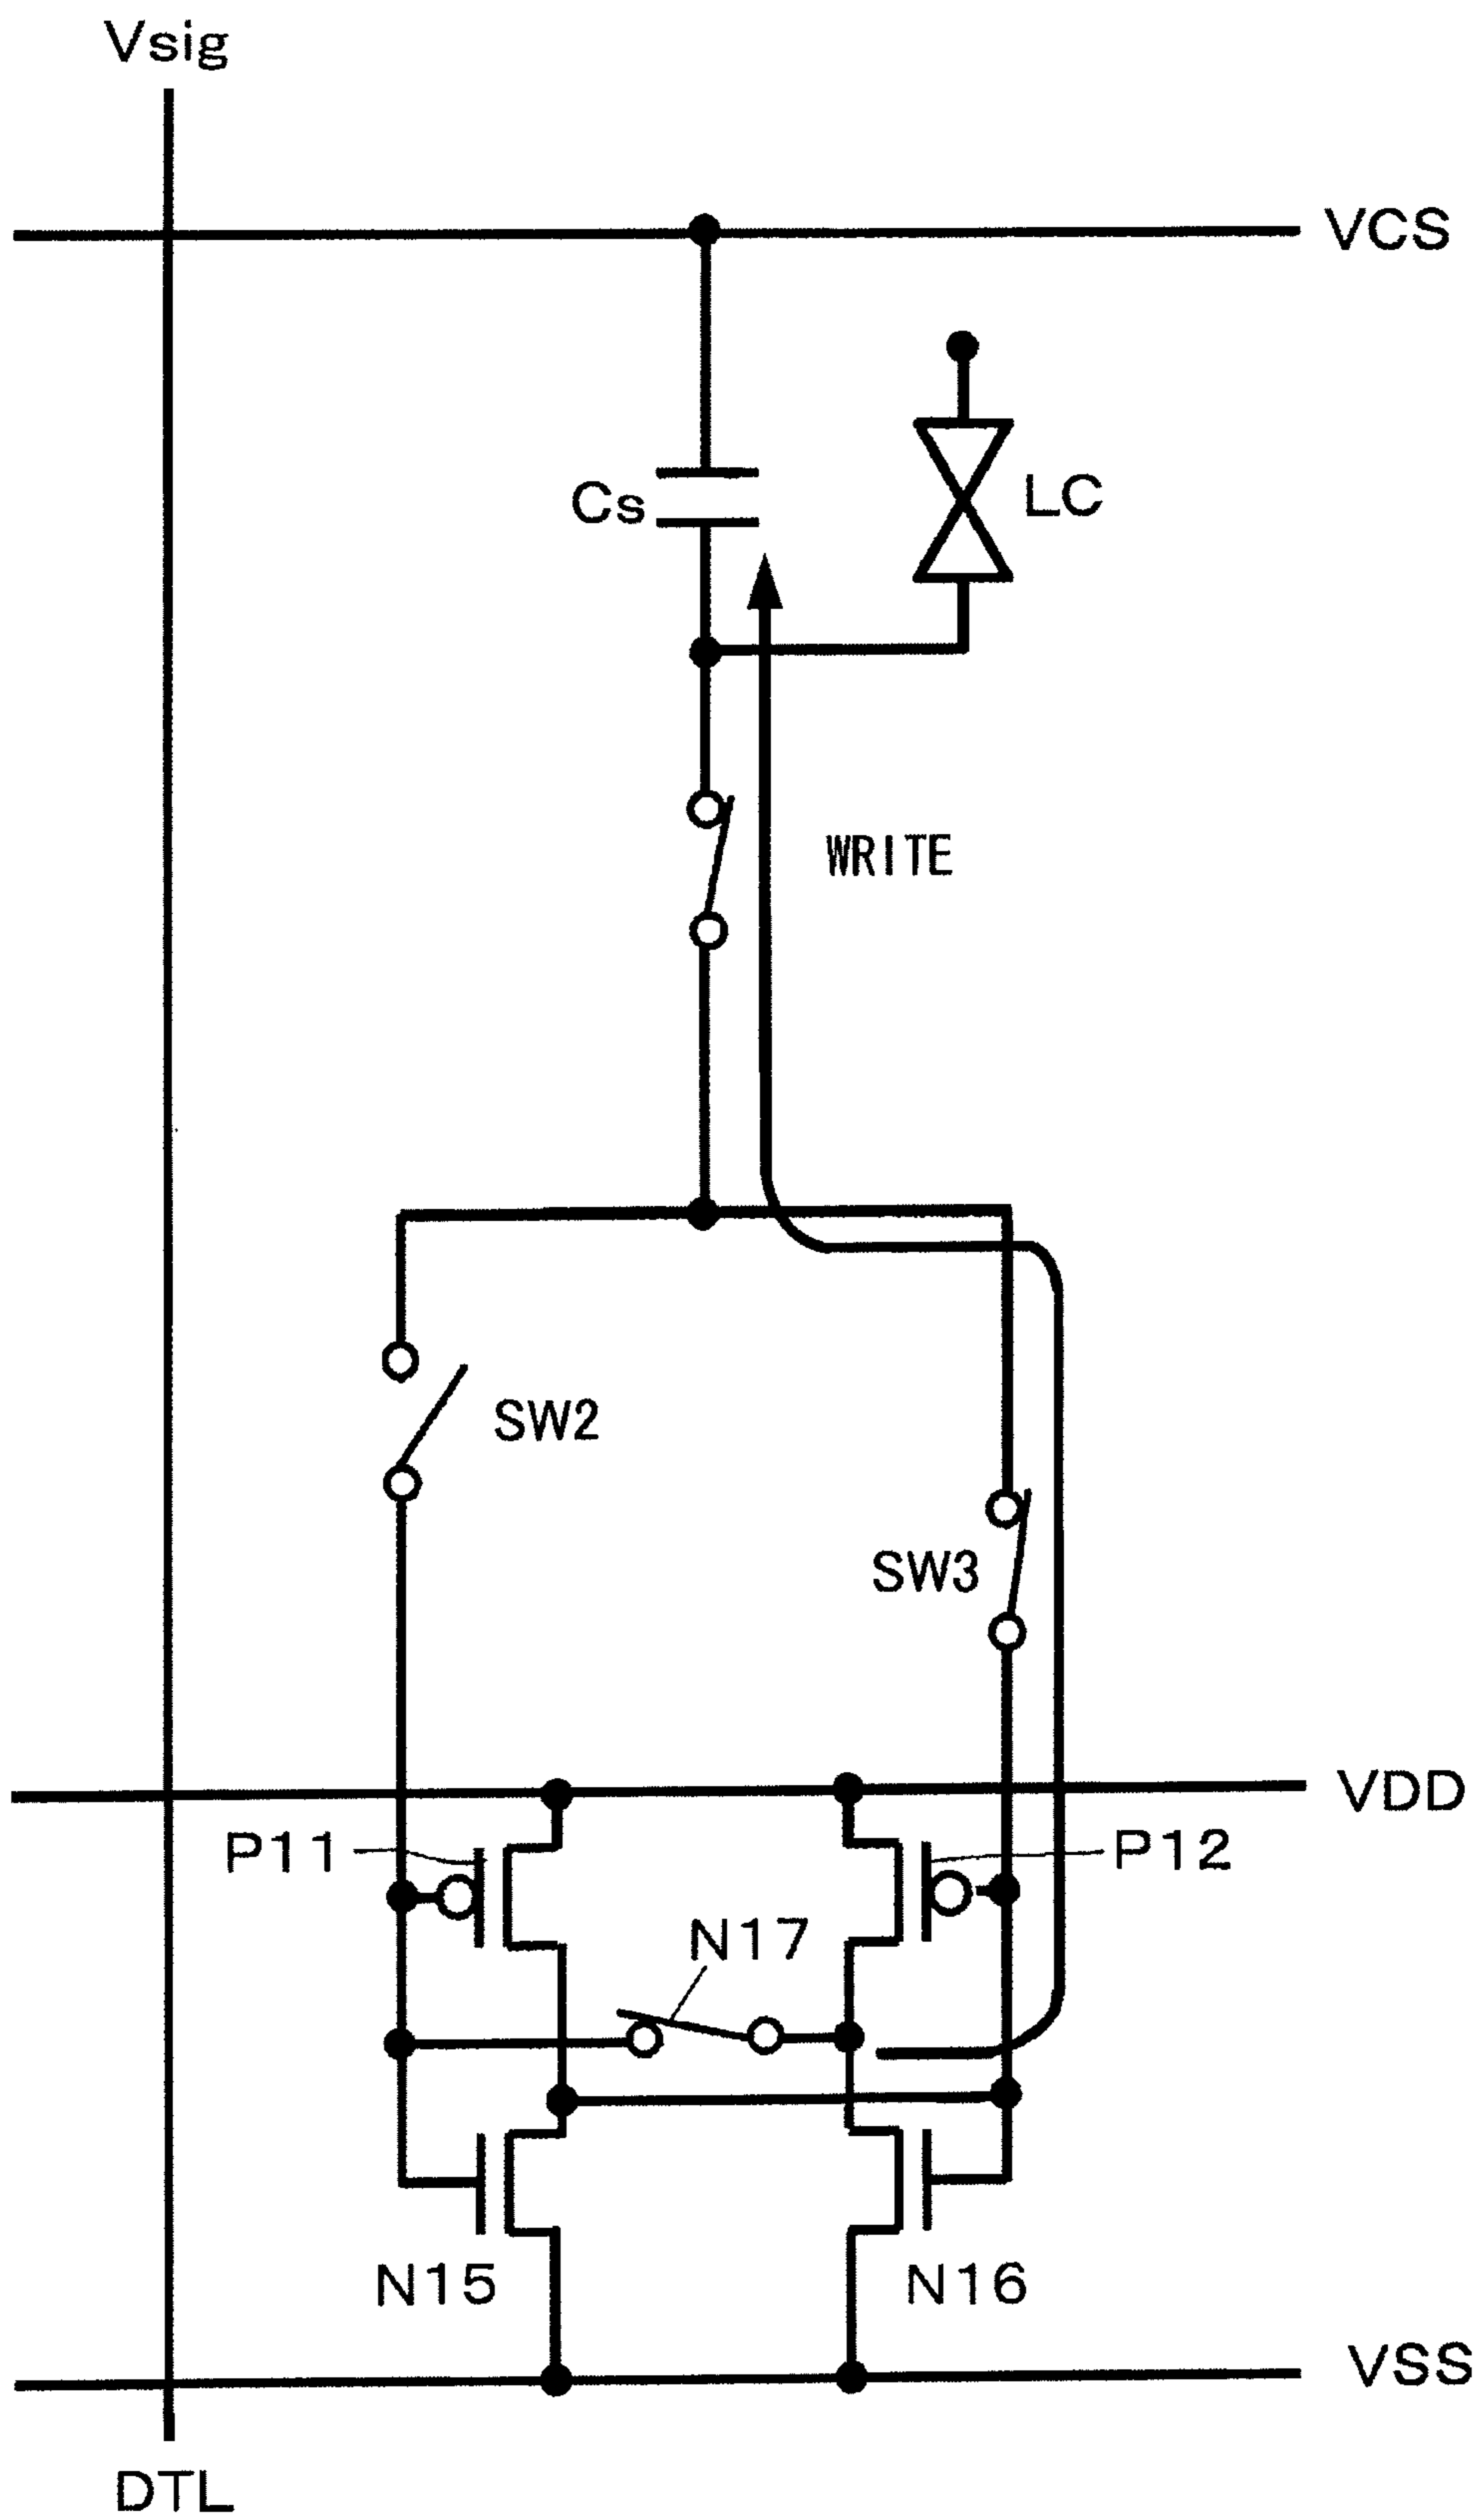 Vsig
VCS
Cs
LC
WRITE
SW2
SW3
VDD
P11
P12
N17
N15
N16
VSS
DTL